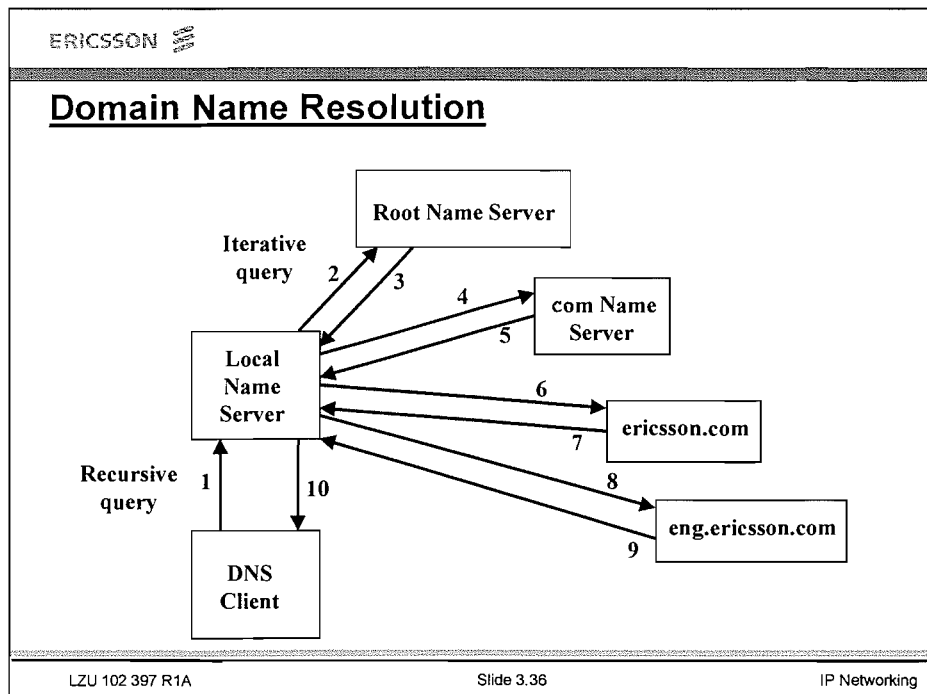 ERICSSON
Domain Name Resolution
Root Name Server
Iterative
query
2
3
4
com Name
Server
5
Local
Name
Server
6
ericsson.com
7
Recursive
query
1
10
8
eng.ericsson.com
9
DNS
Client
LZU 102 397 R1A
Slide 3.36
IP Networking